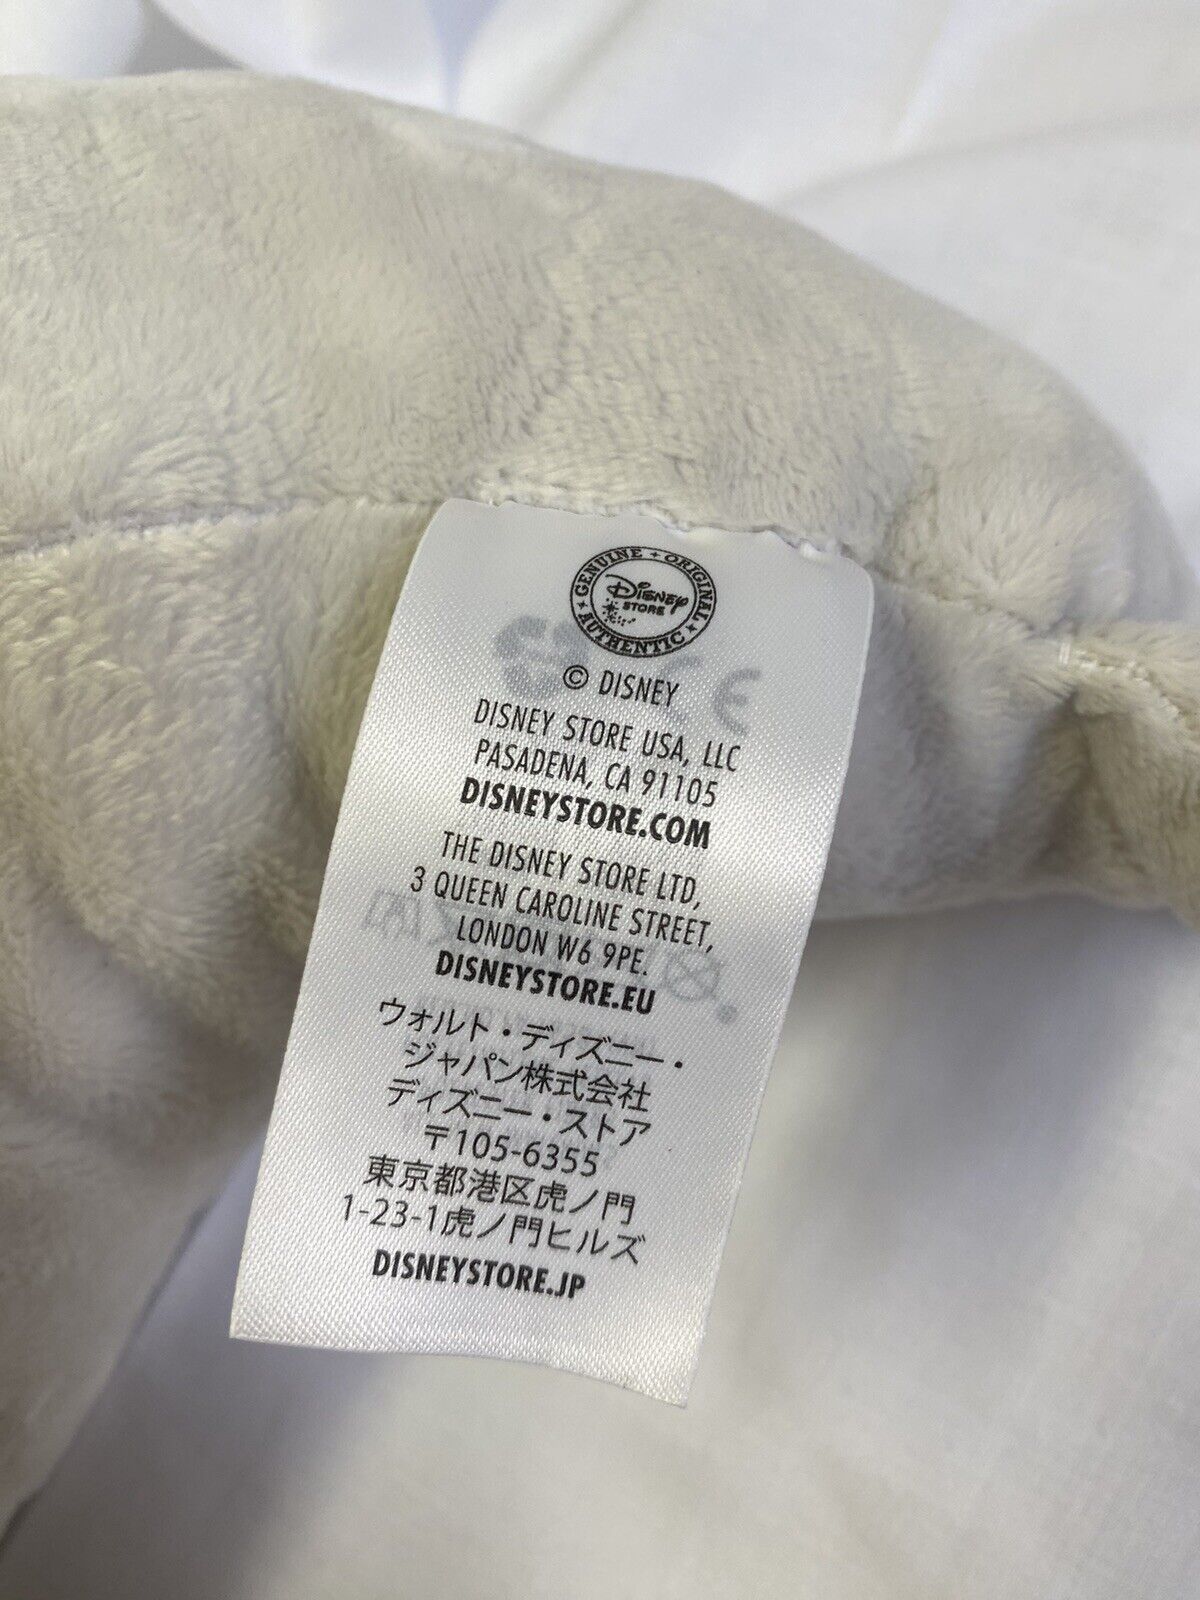 GENUINE + ORIGINAL + AUTHENTIC +
Disney
STORE
© DISNEY
DISNEY STORE USA, LLC
PASADENA, CA 91105
DISNEYSTORE.COM
THE DISNEY STORE LTD,
3 QUEEN CAROLINE STREET,
LONDON W6 9PE.
DISNEYSTORE.EU
ウォルト・ディズニー・
ジャパン株式会社
ディズニー・ストア
〒105-6355
東京都港区虎ノ門
1-23-1虎ノ門ヒルズ
DISNEYSTORE.JP